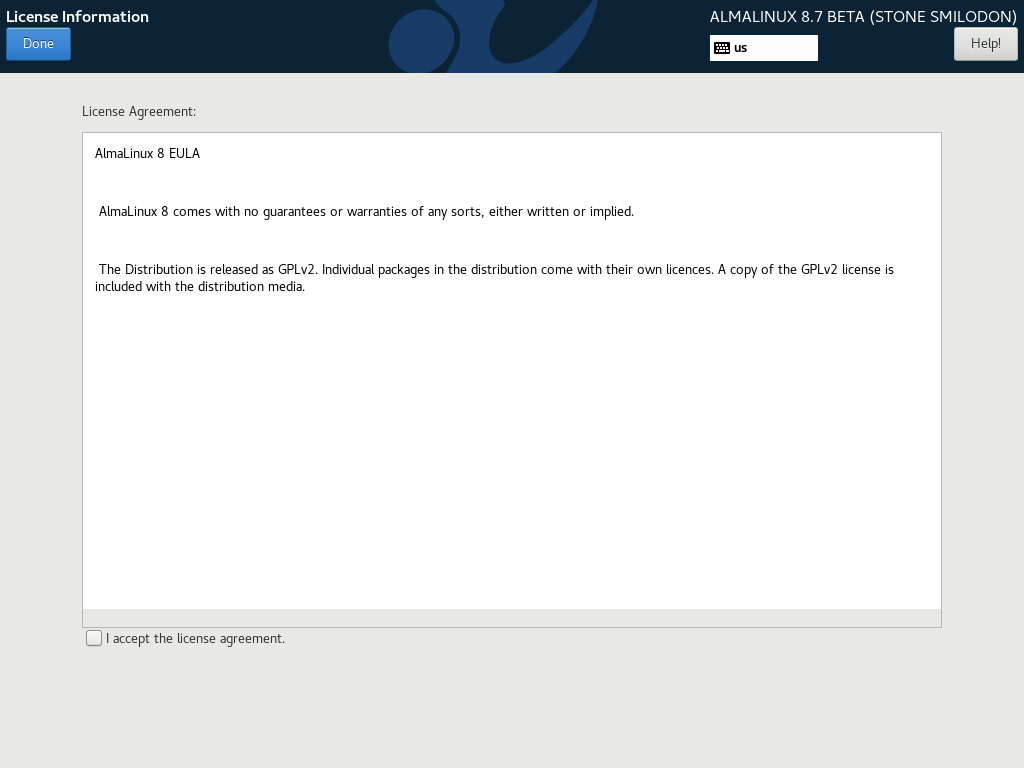 License Information
ALMALINUX 8.7 BETA (STONE SMILODON)
Done
us
Help!
License Agreement:
AlmaLinux 8 EULA
AlmaLinux 8 comes with no guarantees or warranties of any sorts, either written or implied.
The Distribution is released as GPLv2. Individual packages in the distribution come with their own licences. A copy of the GPLv2 license is
included with the distribution media.
I accept the license agreement.